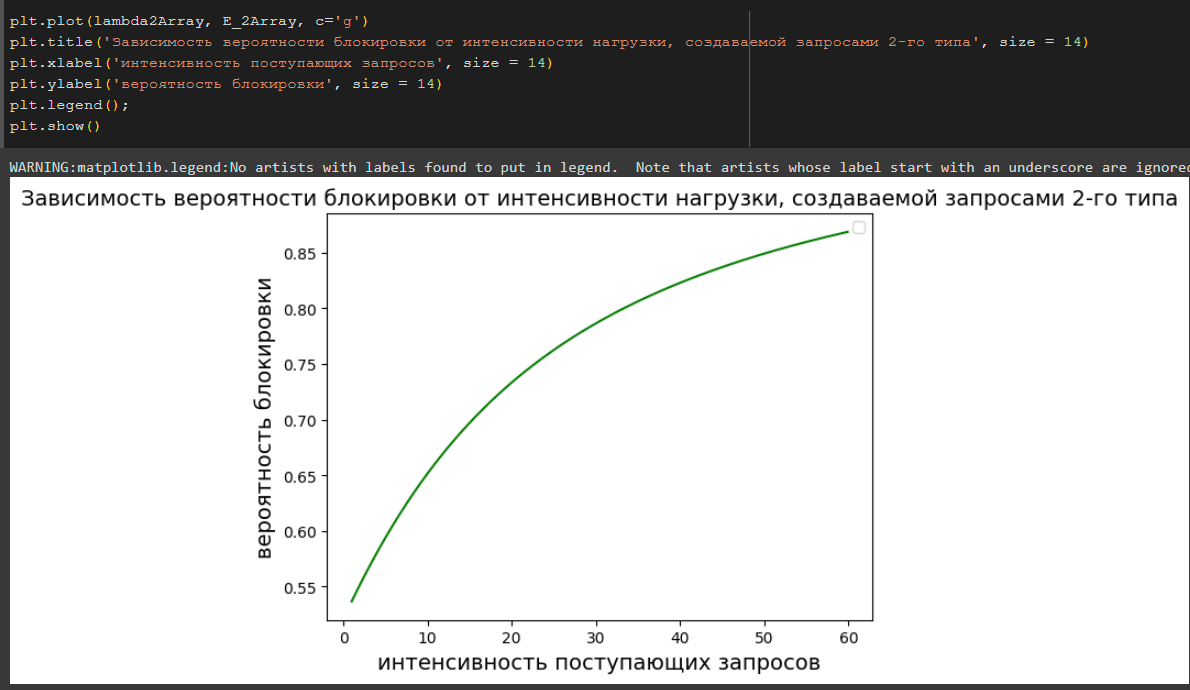 plt.plot(lambda2Array, E_2Array, c='g')
plt.title('Зависимость вероятности блокировки от интенсивности нагрузки, создаваемой запросами 2-го типа', size = 14)
plt.xlabel('интенсивность поступающих запросов', size = 14)
plt.ylabel('вероятность блокировки', size = 14)
plt.legend();
plt.show()
WARNING:matplotlib.legend:No artists with labels found to put in legend.  Note that artists whose label start with an underscore are ignored
Зависимость вероятности блокировки от интенсивности нагрузки, создаваемой запросами 2-го типа
вероятность блокировки
0.85
0.80
0.75
0.70
0.65
0.60
0.55
0 10 20 30 40 50 60
интенсивность поступающих запросов